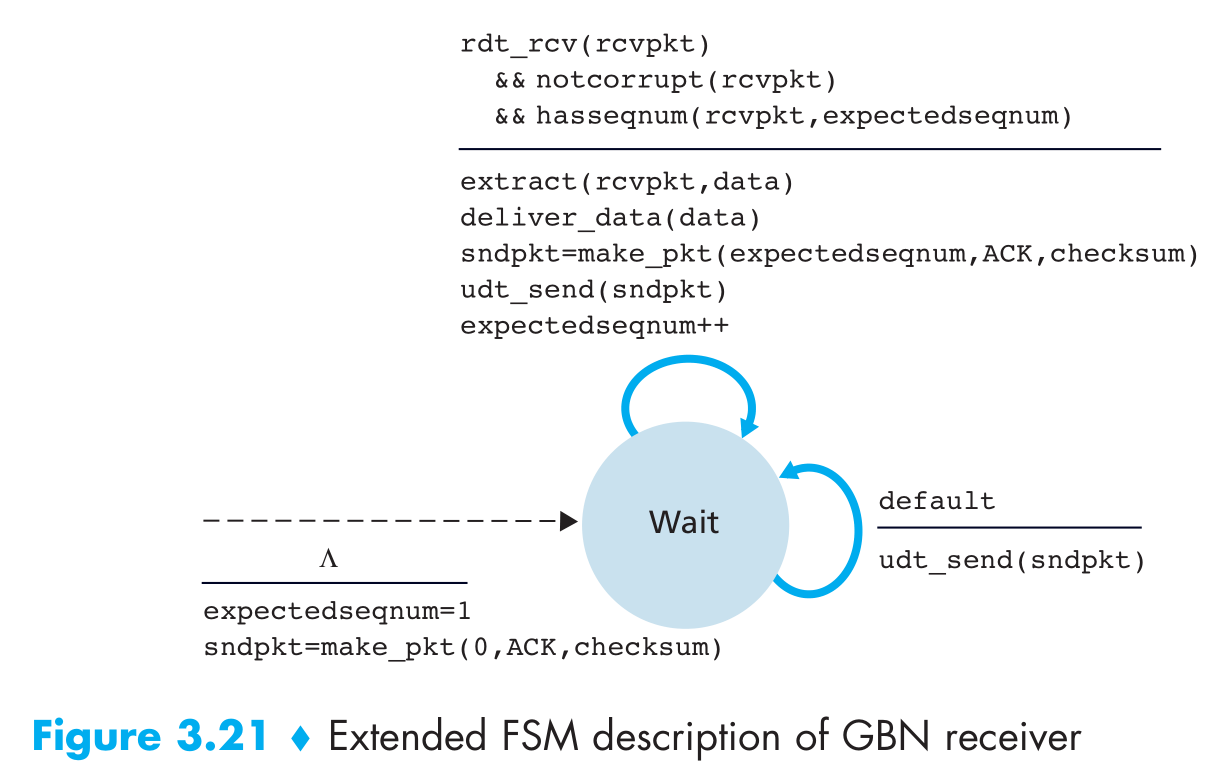 rdt_rcv(rcvpkt)
&& notcorrupt(rcvpkt)
&& hasseqnum(rcvpkt,expectedseqnum)
extract(rcvpkt,data)
deliver_data(data)
sndpkt=make_pkt(expectedseqnum,ACK,checksum)
udt_send(sndpkt)
expectedseqnum++
Wait
default
udt_send(sndpkt)
Λ
expectedseqnum=1
sndpkt=make_pkt(0,ACK,checksum)
Figure 3.21 ♦ Extended FSM description of GBN receiver